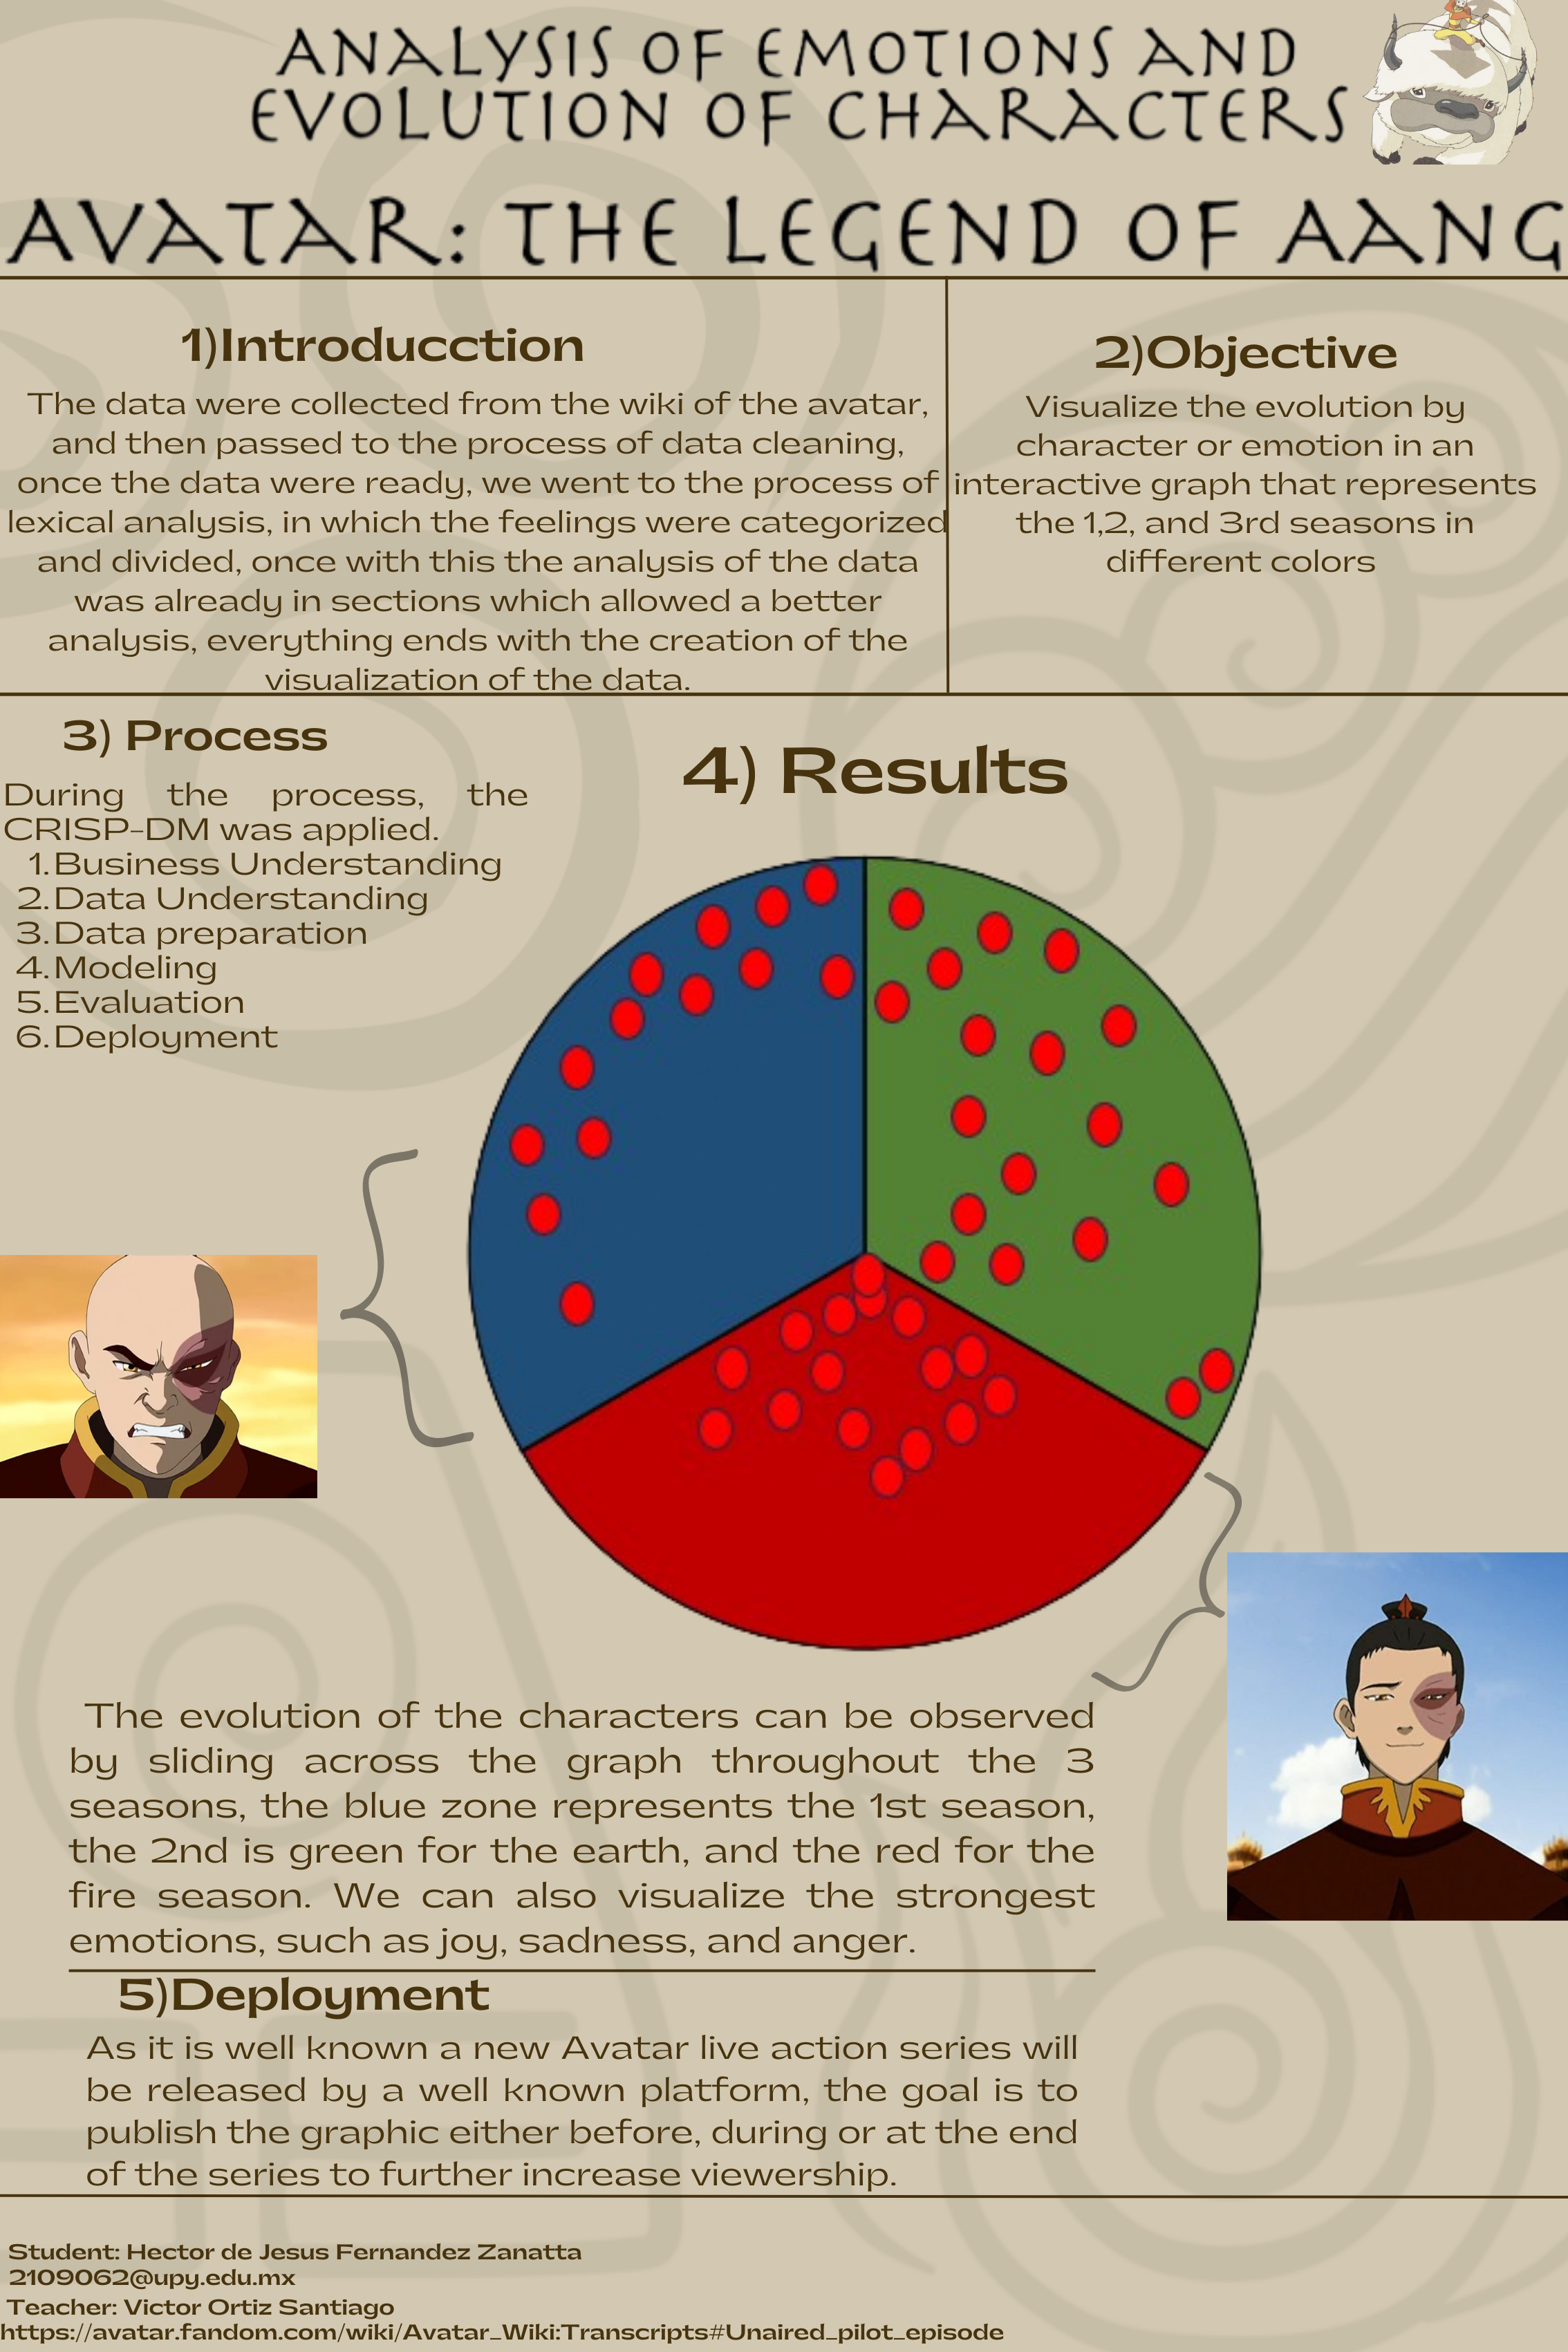 ANALYSIS OF EMOTIONS AND
EVOLUTION OF CHARACTERS
AVATAR: THE LEGEND OF AANG
1)Introducction
The data were collected from the wiki of the avatar,
and then passed to the process of data cleaning,
once the data were ready, we went to the process of
lexical analysis, in which the feelings were categorized
and divided, once with this the analysis of the data
was already in sections which allowed a better
analysis, everything ends with the creation of the
visualization of the data.
2)Objective
Visualize the evolution by
character or emotion in an
interactive graph that represents
the 1,2, and 3rd seasons in
different colors
3) Process
During the process, the
CRISP-DM was applied.
1.Business Understanding
2.Data Understanding
3.Data preparation
4.Modeling
5.Evaluation
6.Deployment
4) Results
The evolution of the characters can be observed
by sliding across the graph throughout the 3
seasons, the blue zone represents the 1st season,
the 2nd is green for the earth, and the red for the
fire season. We can also visualize the strongest
emotions, such as joy, sadness, and anger.
5)Deployment
As it is well known a new Avatar live action series will
be released by a well known platform, the goal is to
publish the graphic either before, during or at the end
of the series to further increase viewership.
Student: Hector de Jesus Fernandez Zanatta
2109062@upy.edu.mx
Teacher: Victor Ortiz Santiago
https://avatar.fandom.com/wiki/Avatar_Wiki:Transcripts#Unaired_pilot_episode